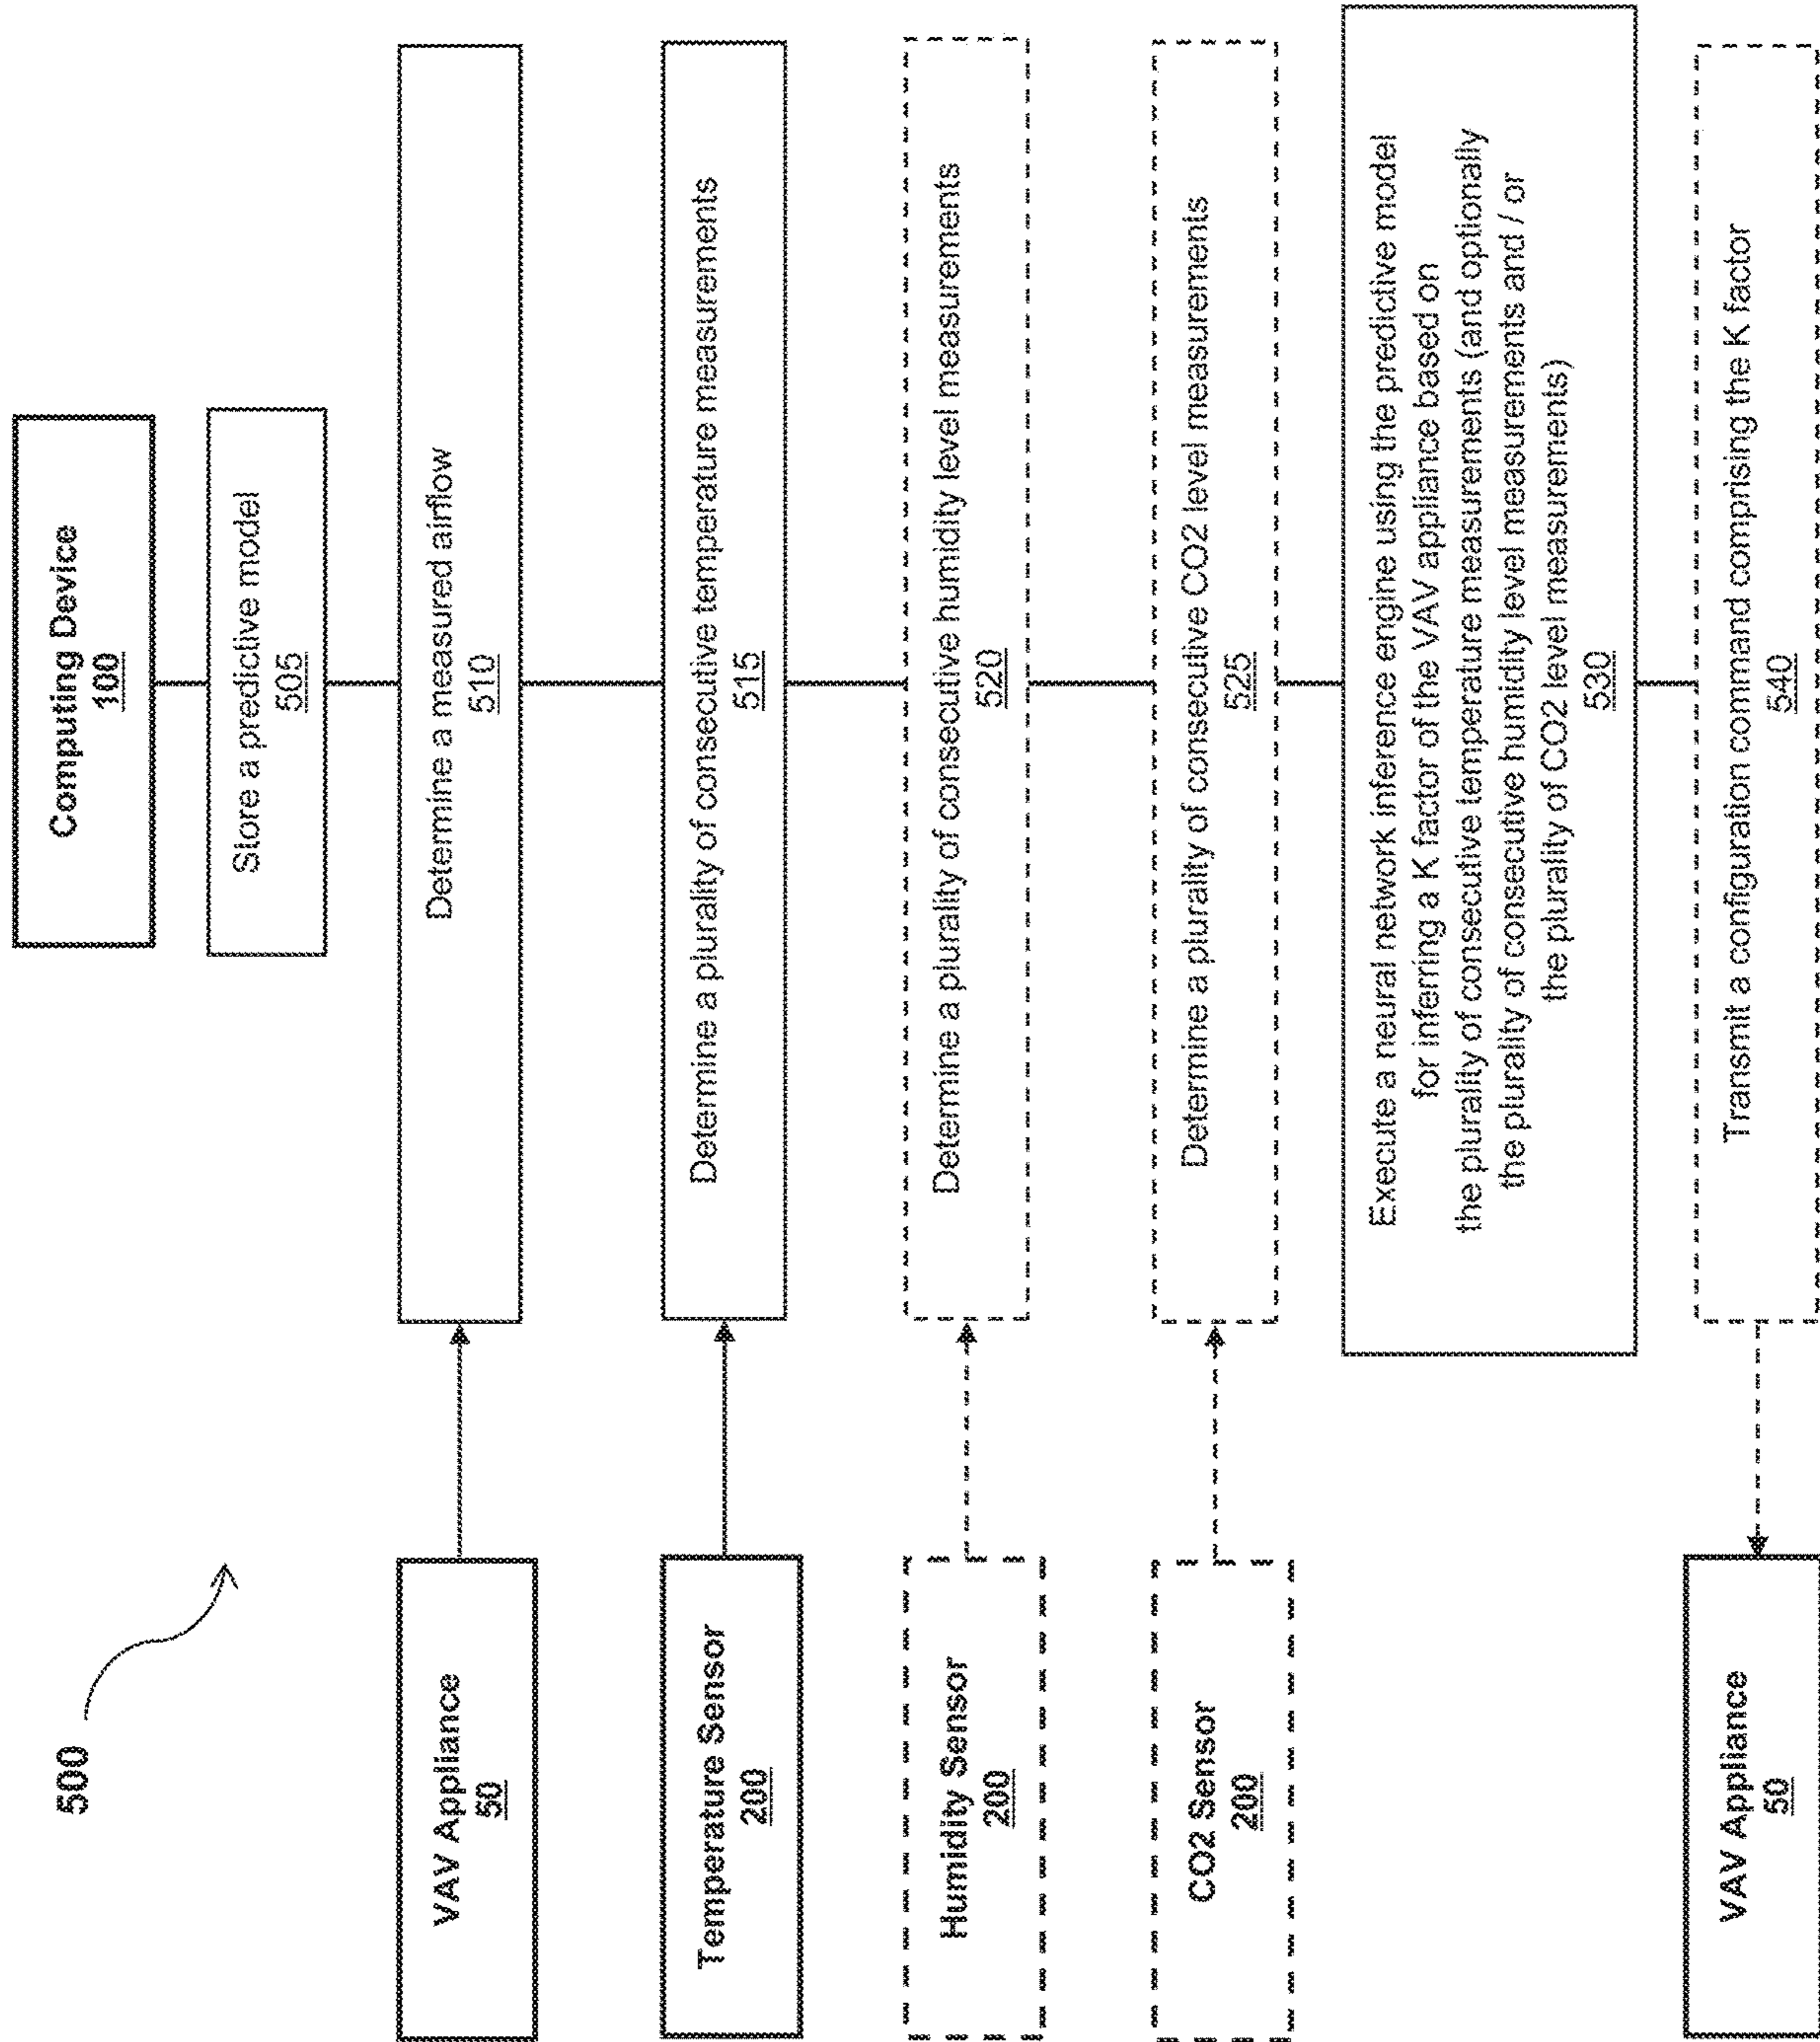 500
Computing Device
100
Store a predictive model
505
VAV Appliance
50
Determine a measured airflow
510
Temperature Sensor
200
Determine a plurality of consecutive temperature measurements
515
Humidity Sensor
200
Determine a plurality of consecutive humidity level measurements
520
CO2 Sensor
200
Determine a plurality of consecutive CO2 level measurements
525
Execute a neural network inference engine using the predictive model
for inferring a K factor of the VAV appliance based on
the plurality of consecutive temperature measurements (and optionally
the plurality of consecutive humidity level measurements and / or
the plurality of CO2 level measurements)
530
VAV Appliance
50
Transmit a configuration command comprising the K factor
540